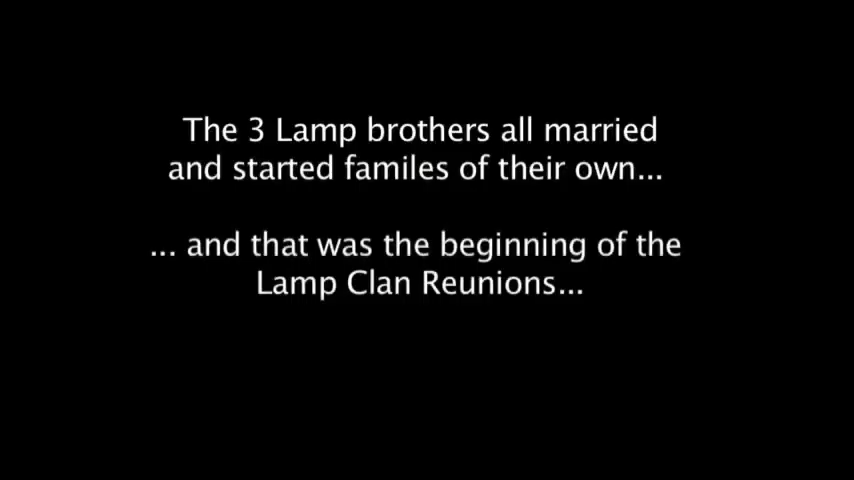 The 3 Lamp brothers all married
and started familes of their own...
... and that was the beginning of the
Lamp Clan Reunions...